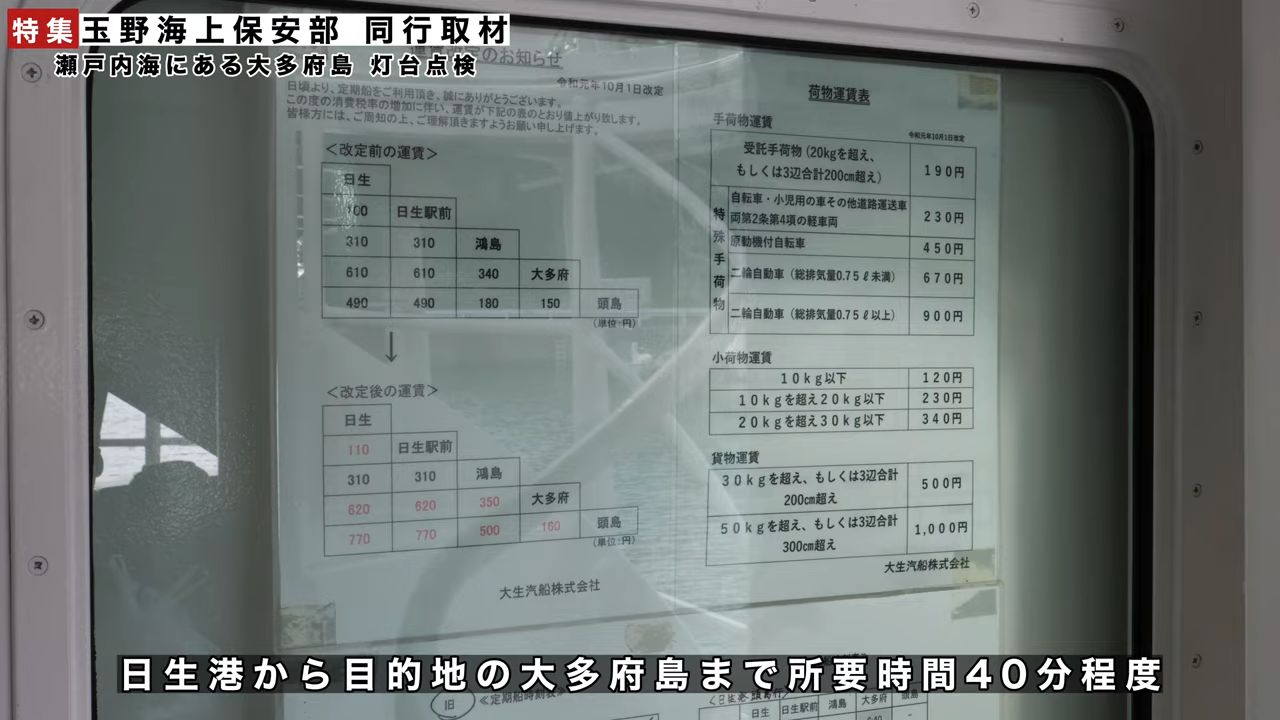 特集 玉野海上保安部 同行取材
瀬戸内海にある大多府島 灯台点検
改定のお知らせ
令和元年10月1日改定
日頃より、定期船をご利用頂き、誠にありがとうございます。
この度の消費税率の増加に伴い、運賃が下記の表のとおり値上がり致します。
皆様方には、ご周知の上、ご理解頂きますようお願い申し上げます。
＜改定前の運賃＞
日生
100 日生駅前
310 310 鴻島
610 610 340 大多府
490 490 180 150 頭島
(単位:円)
↓
＜改定後の運賃＞
日生
110 日生駅前
310 310 鴻島
620 620 350 大多府
770 770 500 160 頭島
(単位:円)
大生汽船株式会社
荷物運賃表
手荷物運賃
令和元年10月1日改定
受託手荷物（20kgを超え、
もしくは3辺合計200cm超え） 190円
特殊手荷物
自転車・小児用の車その他道路運送車
両第2条第4項の軽車両 230円
原動機付自転車 450円
二輪自動車（総排気量0.75ℓ未満） 670円
二輪自動車（総排気量0.75ℓ以上） 900円
小荷物運賃
10kg以下 120円
10kgを超え20kg以下 230円
20kgを超え30kg以下 340円
貨物運賃
30kgを超え、もしくは3辺合計
200cm超え 500円
50kgを超え、もしくは3辺合計
300cm超え 1,000円
大生汽船株式会社
日生港から目的地の大多府島まで所要時間40分程度
旧
≪定期船時刻表
日生 日生駅前 鴻島 大多府 頭島